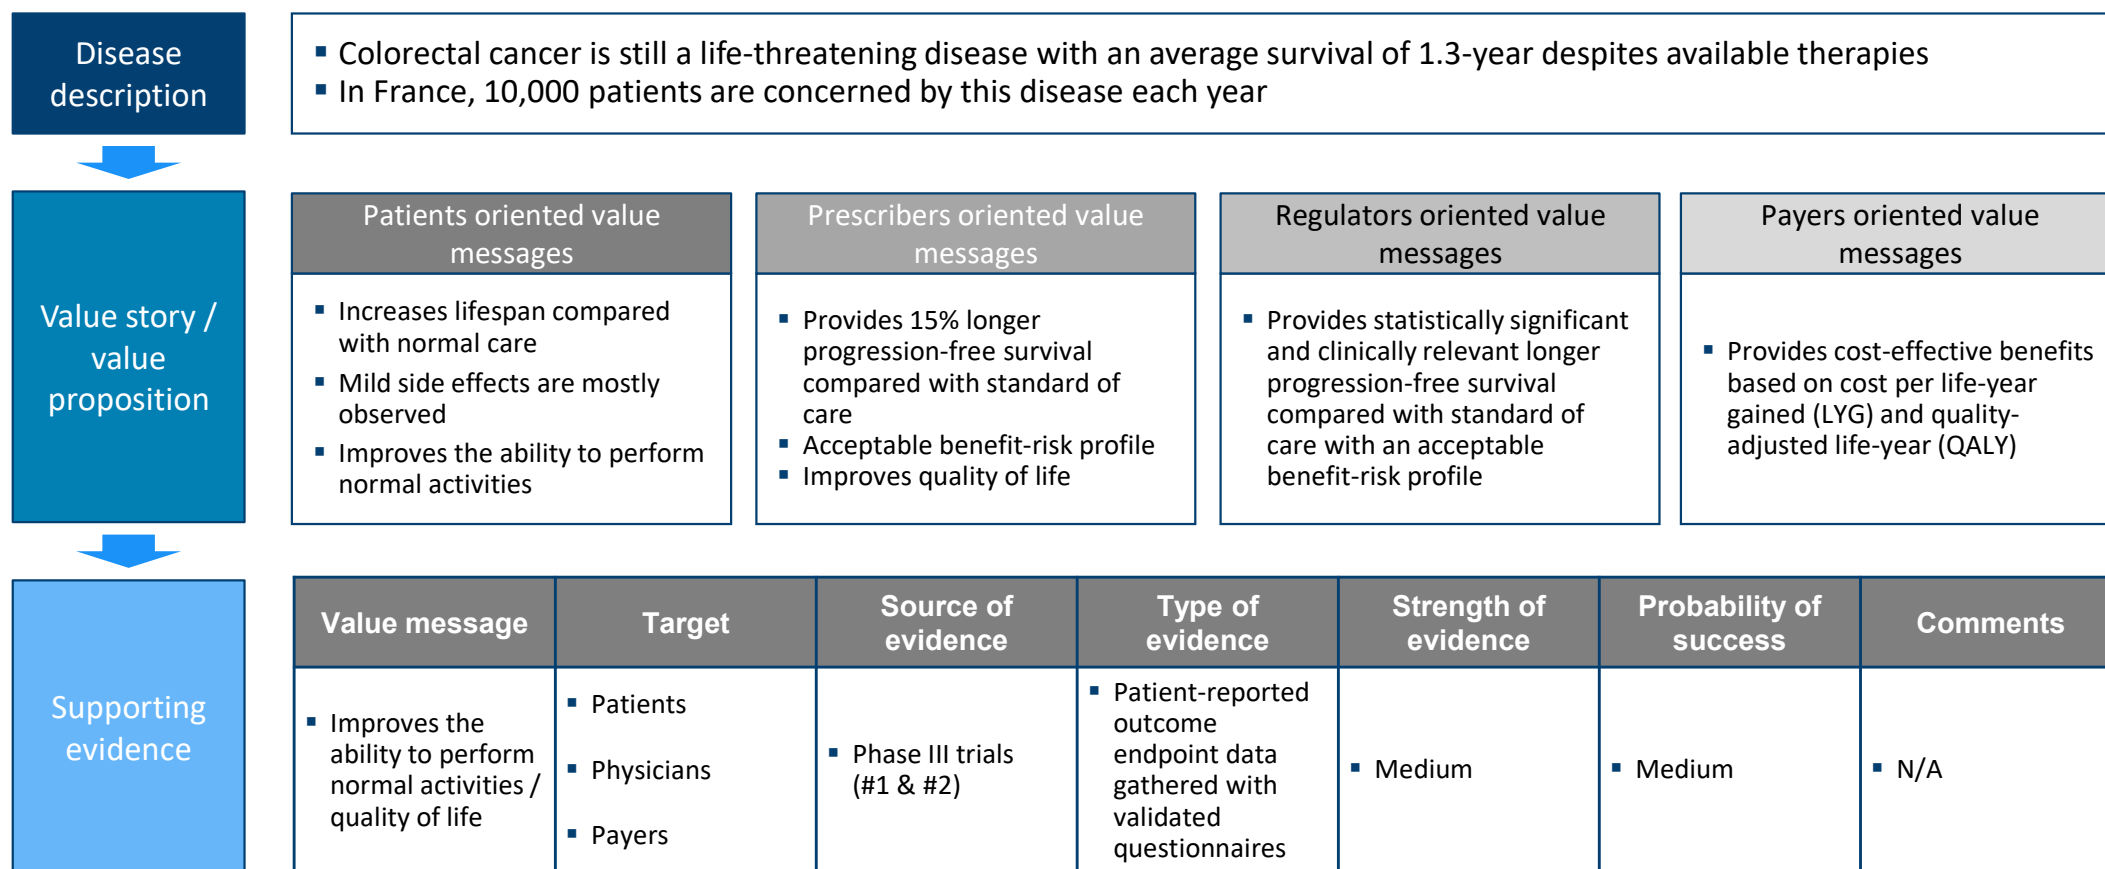 Disease
description
▪ Colorectal cancer is still a life-threatening disease with an average survival of 1.3-year despites available therapies
▪ In France, 10,000 patients are concerned by this disease each year
Value story /
value
proposition
Patients oriented value
messages
▪ Increases lifespan compared
with normal care
▪ Mild side effects are mostly
observed
▪ Improves the ability to perform
normal activities
Prescribers oriented value
messages
▪ Provides 15% longer
progression-free survival
compared with standard of
care
▪ Acceptable benefit-risk profile
▪ Improves quality of life
Regulators oriented value
messages
▪ Provides statistically significant
and clinically relevant longer
progression-free survival
compared with standard of
care with an acceptable
benefit-risk profile
Payers oriented value
messages
▪ Provides cost-effective benefits
based on cost per life-year
gained (LYG) and quality-
adjusted life-year (QALY)
Supporting
evidence
Value message
Target
Source of
evidence
Type of
evidence
Strength of
evidence
Probability of
success
Comments
▪ Improves the
ability to perform
normal activities /
quality of life
▪ Patients
▪ Physicians
▪ Payers
▪ Phase III trials
(#1 & #2)
▪ Patient-reported
outcome
endpoint data
gathered with
validated
questionnaires
▪ Medium
▪ Medium
▪ N/A